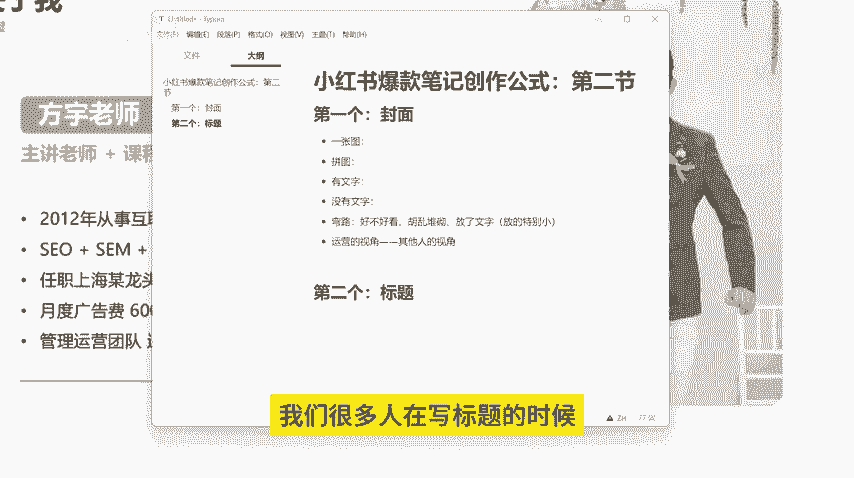 于我
方宇老师
主讲老师 + 课程
2012年从事互联
SEO + SEM +
任职上海某龙头
月度广告费 600
管理运营团队
Untitled• - Typora
文件(F) 编辑(E) 段落(P) 格式(O) 视图(V) 主题(T) 帮助(H)
文件 大纲
小红书爆款笔记创作公式：第二节
第一个：封面
第二个：标题
小红书爆款笔记创作公式：第二节
第一个：封面
一张图：
拼图：
有文字：
没有文字：
弯路：好不好看，胡乱堆砌、放了文字（放的特别小）
运营的视角——其他人的视角
第二个：标题
我们很多人在写标题的时候